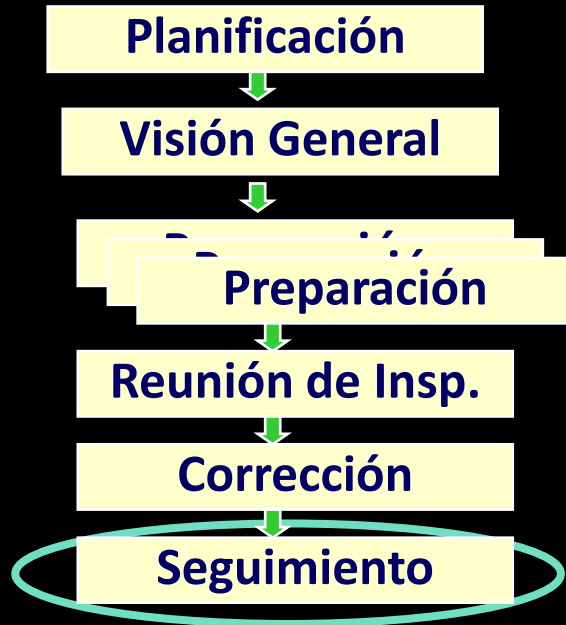 Planificación
Visión General
Preparación
Reunión de Insp.
Corrección
Seguimiento